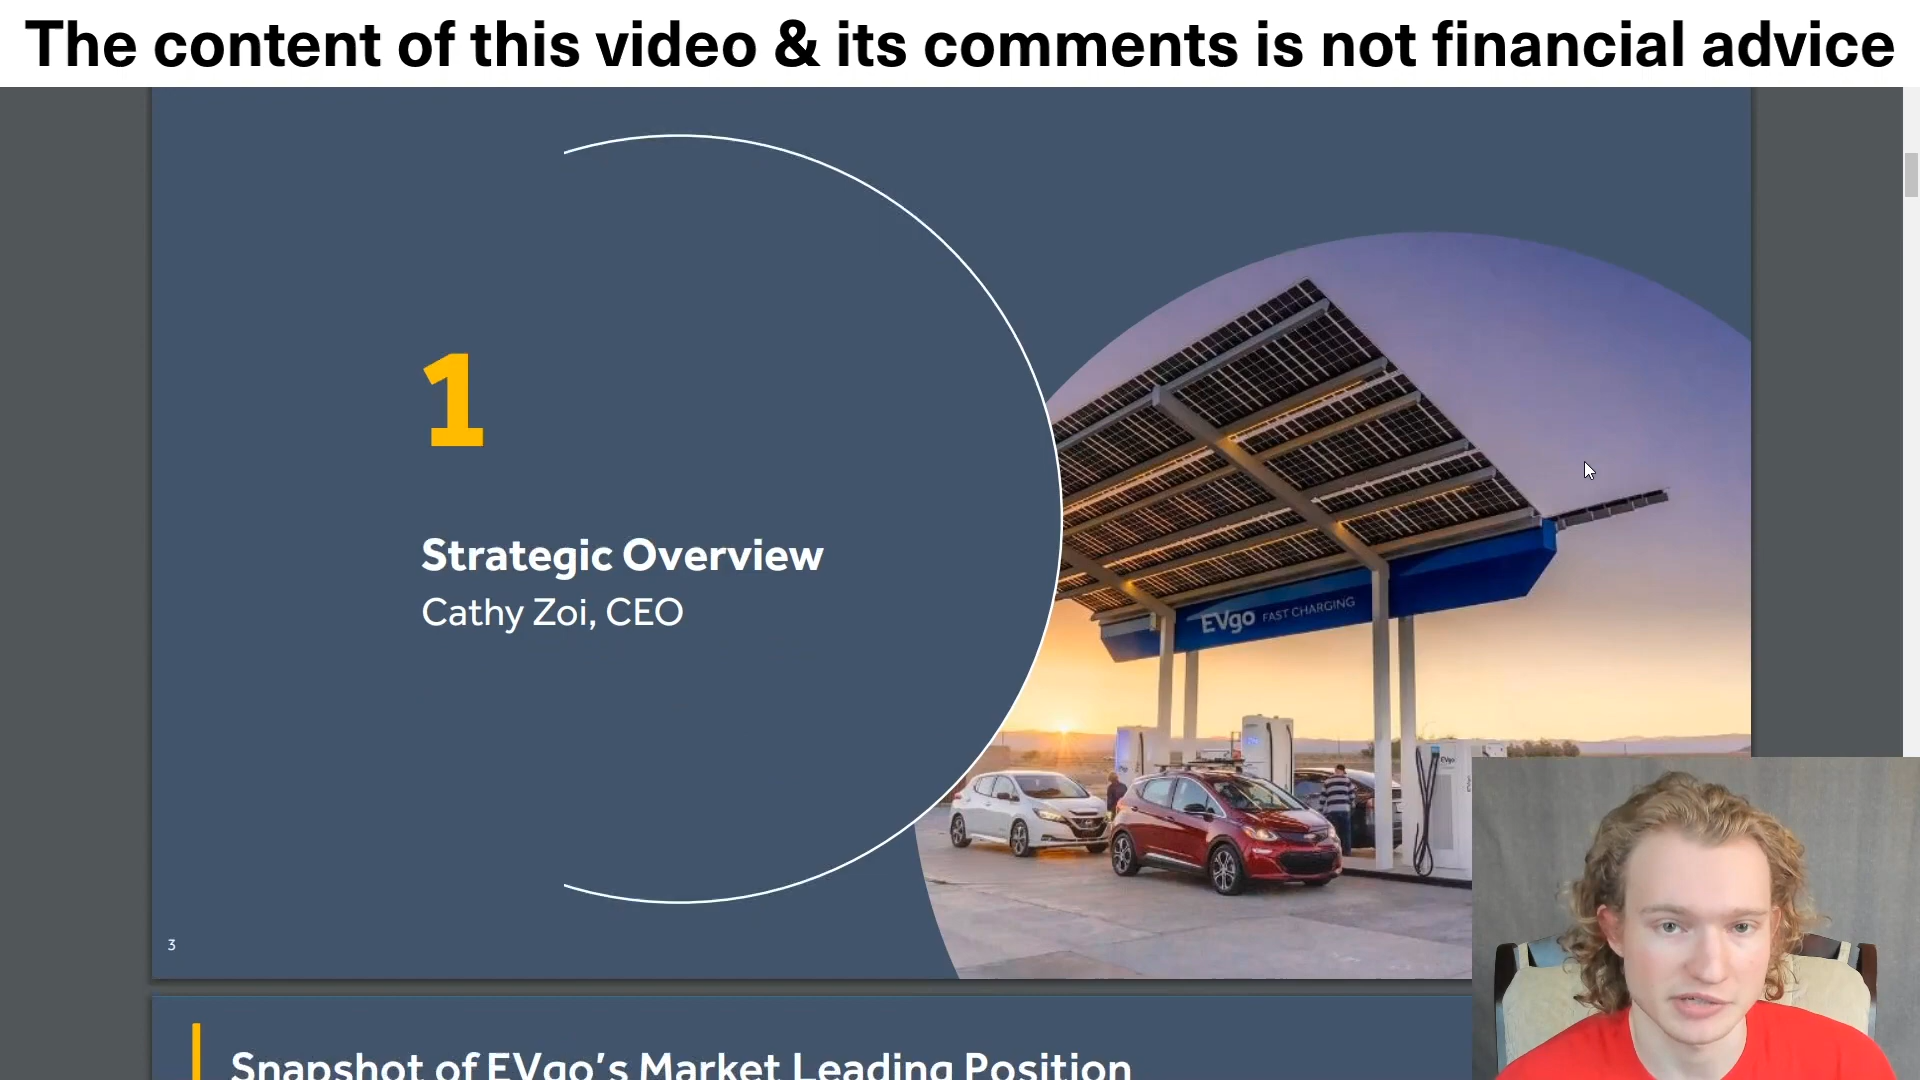 The content of this video & its comments is not financial advice
1
Strategic Overview
Cathy Zoi, CEO
EVgo FAST CHARGING
3
Snapshot of EVgo's Market Leading Position